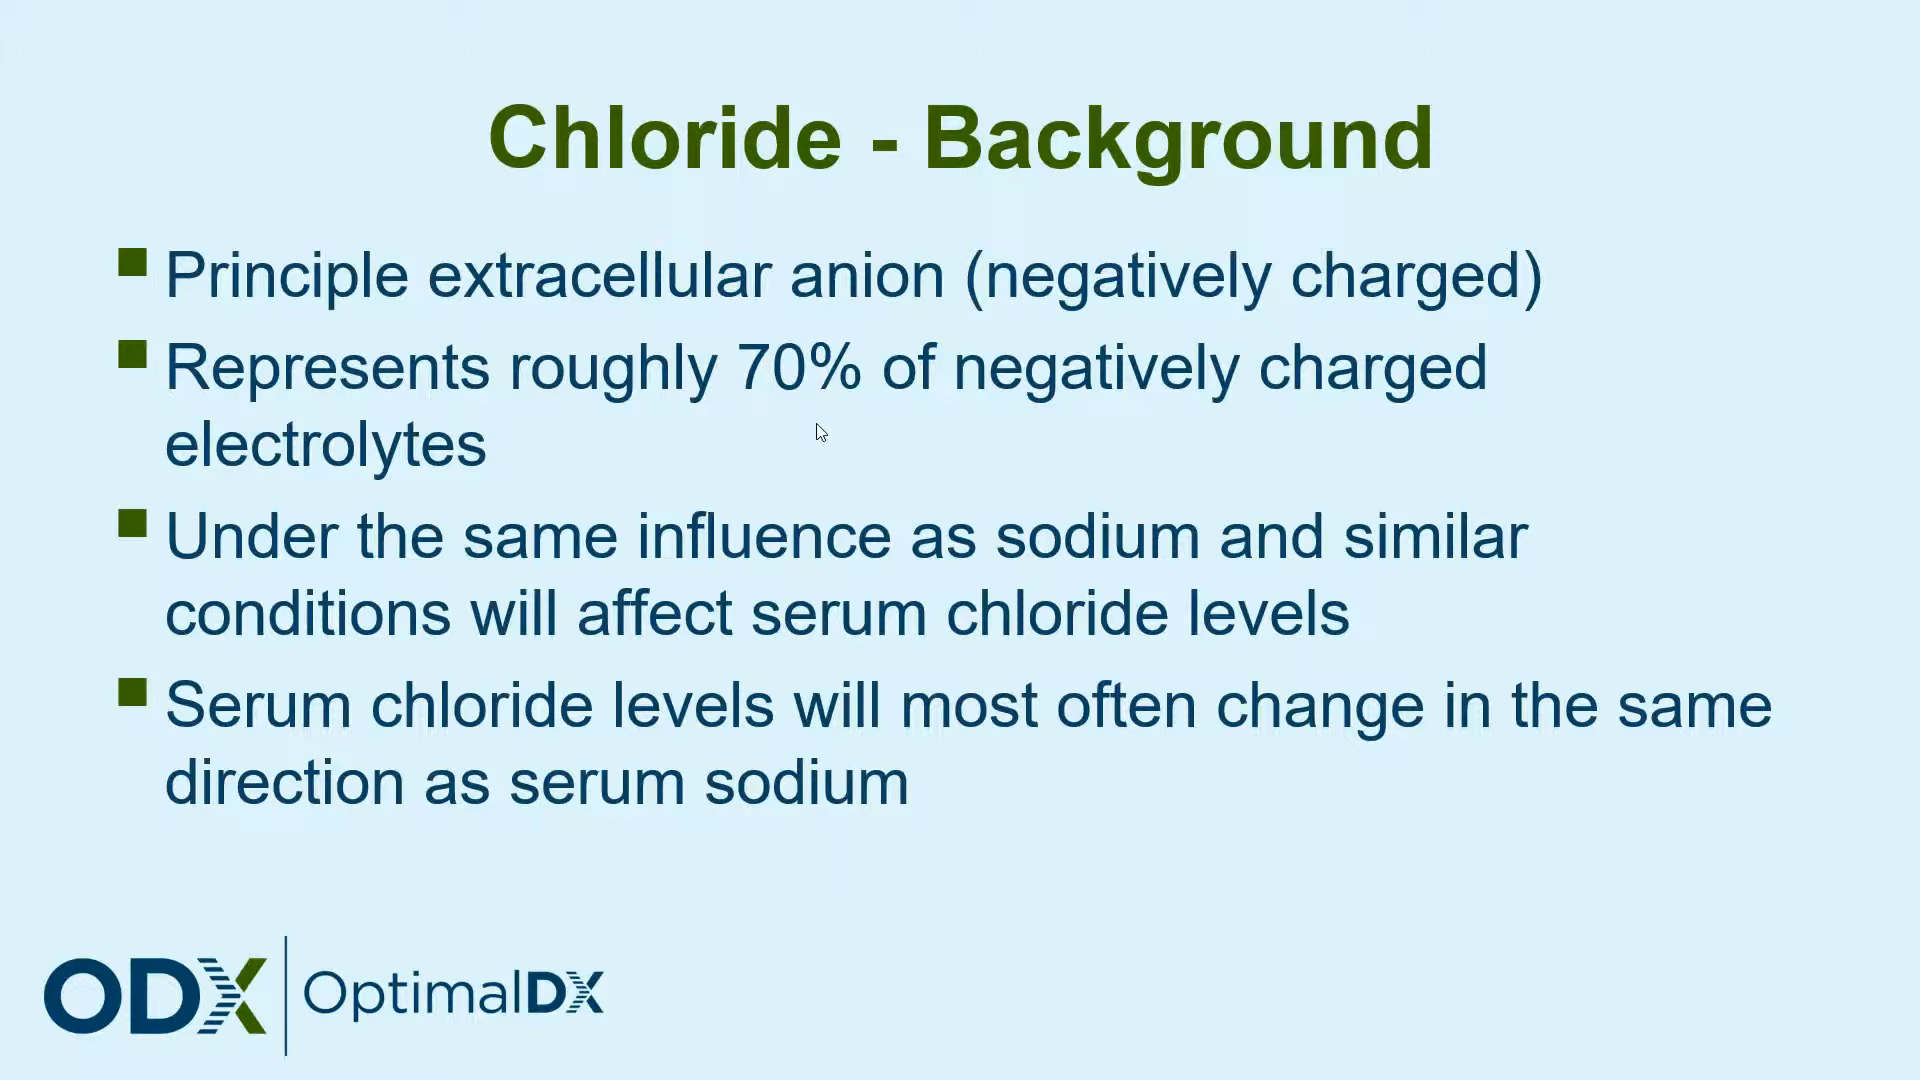 Chloride - Background
Principle extracellular anion (negatively charged)
Represents roughly 70% of negatively charged
electrolytes
Under the same influence as sodium and similar
conditions will affect serum chloride levels
Serum chloride levels will most often change in the same
direction as serum sodium
ODX OptimalDX